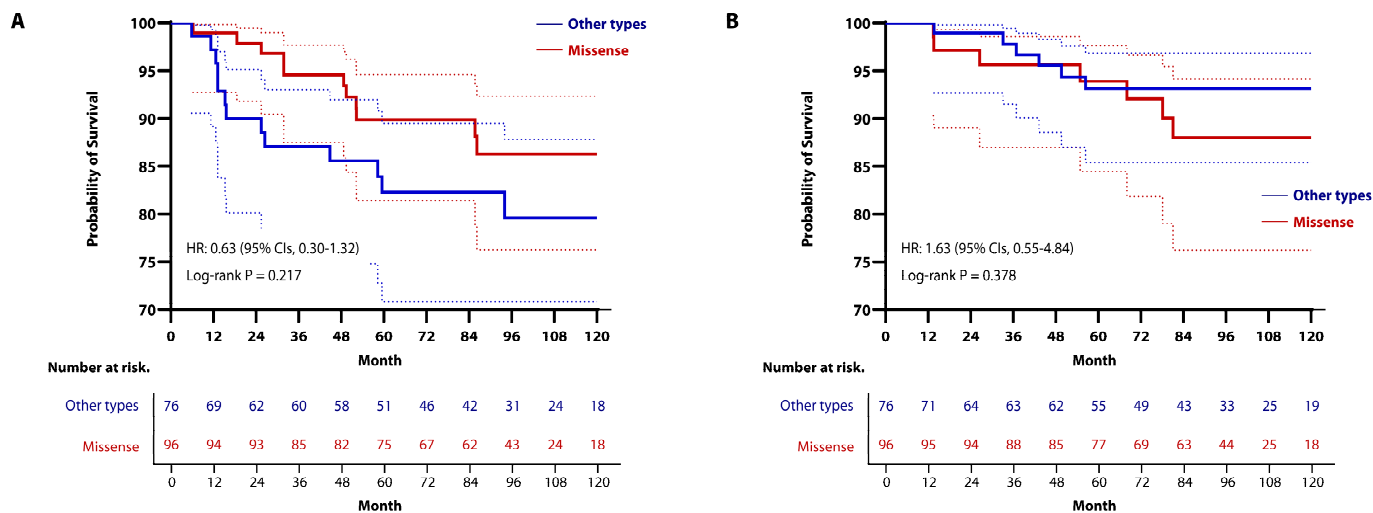 A
100
95
90
85
80
75
70
Probability of Survival
Other types
Missense
HR: 0.63 (95% CIs, 0.30-1.32)
Log-rank P = 0.217
0 12 24 36 48 60 72 84 96 108 120
Month
Number at risk.
Other types 76 69 62 60 58 51 46 42 31 24 18
Missense 96 94 93 85 82 75 67 62 43 24 18
0 12 24 36 48 60 72 84 96 108 120
Month
B
100
95
90
85
80
75
70
Probability of Survival
Other types
Missense
HR: 1.63 (95% CIs, 0.55-4.84)
Log-rank P = 0.378
0 12 24 36 48 60 72 84 96 108 120
Month
Number at risk.
Other types 76 71 64 63 62 55 49 43 33 25 19
Missense 96 95 94 88 85 77 69 63 44 25 18
0 12 24 36 48 60 72 84 96 108 120
Month